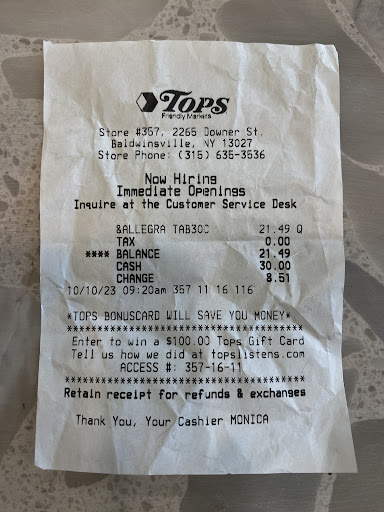 TOPS
Friendly Markets
Store #357, 2265 Downer St.
Baldwinsville, NY 13027
Store Phone: (315) 635-3536
Now Hiring
Immediate Openings
Inquire at the Customer Service Desk
&ALLEGRA TAB30C 21.49 Q
TAX 0.00
**** BALANCE 21.49
CASH 30.00
CHANGE 8.51
10/10/23 09:20am 357 11 16 116
*TOPS BONUSCARD WILL SAVE YOU MONEY*
************************************
Enter to win a $100.00 Tops Gift Card
Tell us how we did at topslistens.com
ACCESS #: 357-16-11
************************************
Retain receipt for refunds & exchanges
Thank You, Your Cashier MONICA